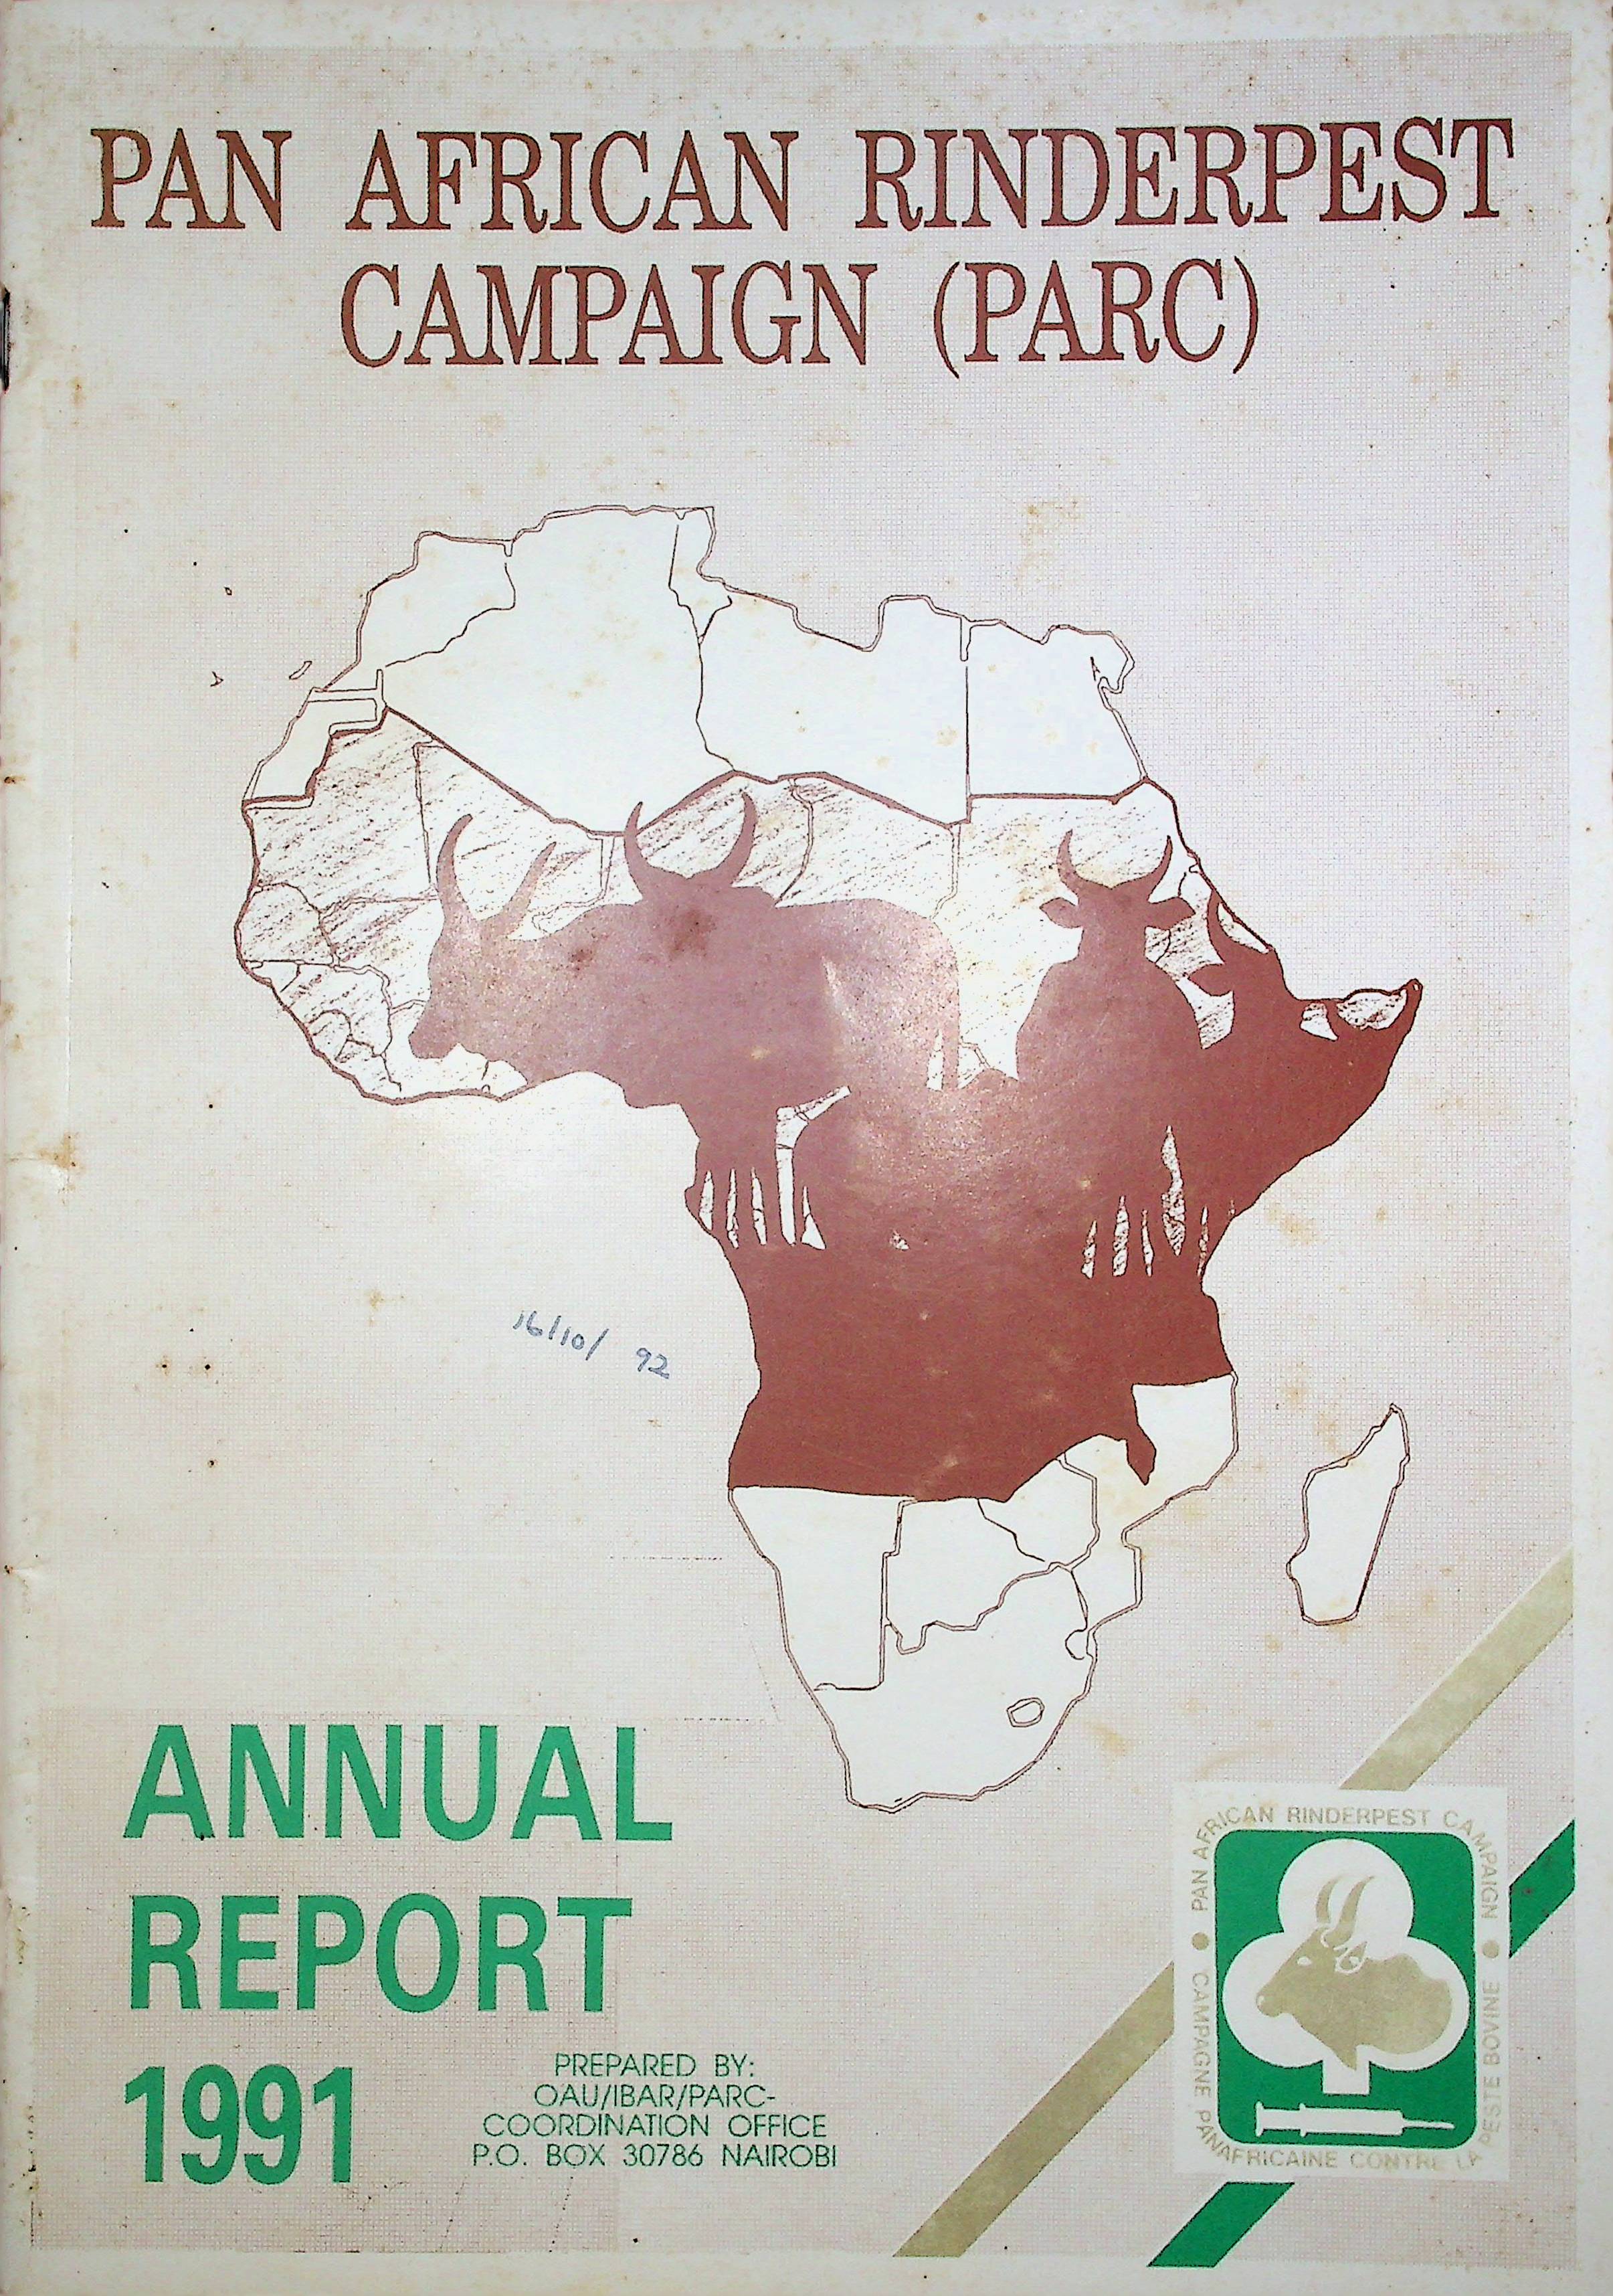 PAN AFRICAN RINDERPEST
CAMPAIGN (PARC)
16/10/ 92
ANNUAL
REPORT
1991
PREPARED BY:
OAU/IBAR/PARC-
COORDINATION OFFICE
P.O. BOX 30786 NAIROBI
PAN AFRICAN RINDERPEST CAMPAIGN
CAMPAGNE PANAFRICAINE CONTRE LA PESTE BOVINE